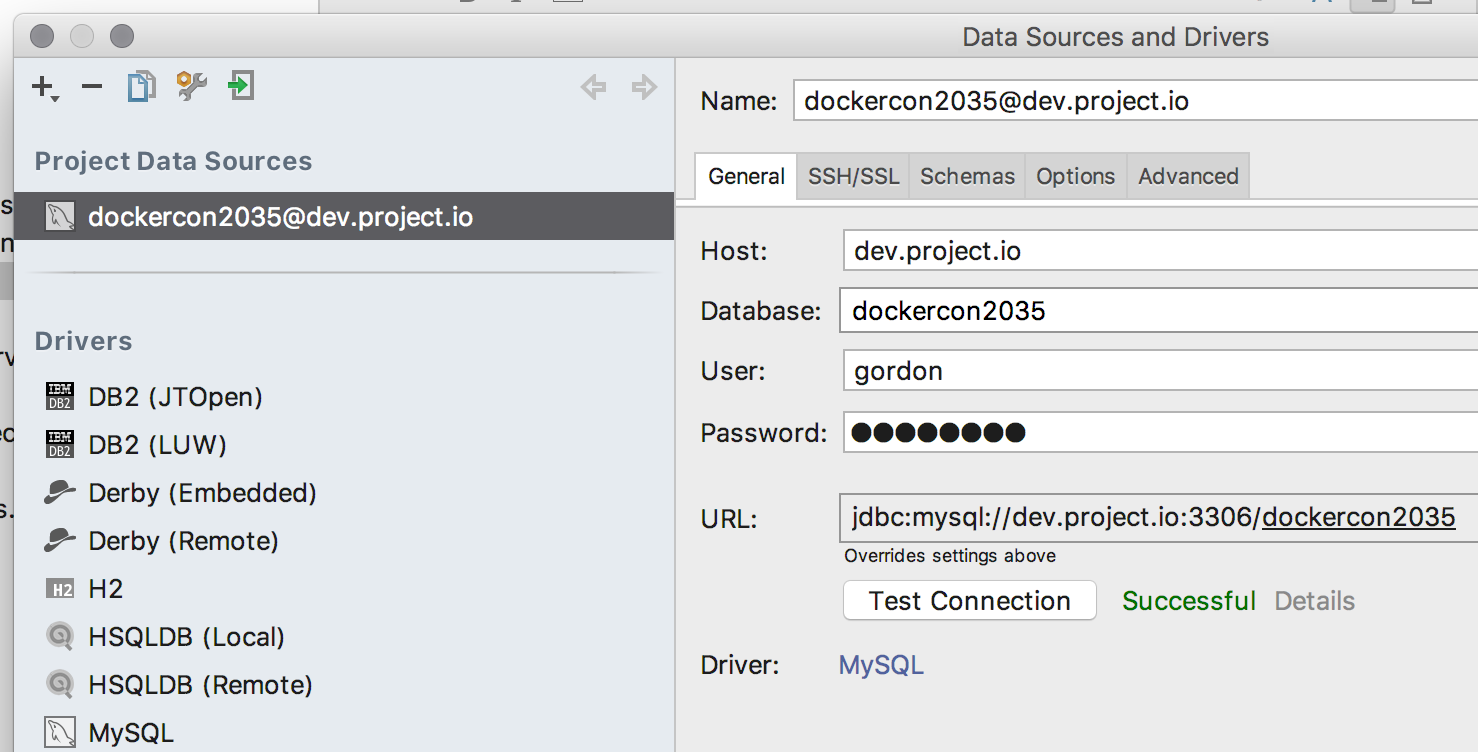 Data Sources and Drivers
Project Data Sources
dockercon2035@dev.project.io
Drivers
IBM DB2 DB2 (JTOpen)
IBM DB2 DB2 (LUW)
Derby (Embedded)
Derby (Remote)
H2 H2
HSQLDB (Local)
HSQLDB (Remote)
MySQL
Name: dockercon2035@dev.project.io
General SSH/SSL Schemas Options Advanced
Host: dev.project.io
Database: dockercon2035
User: gordon
Password: ●●●●●●●●
URL: jdbc:mysql://dev.project.io:3306/dockercon2035
Overrides settings above
Test Connection Successful Details
Driver: MySQL